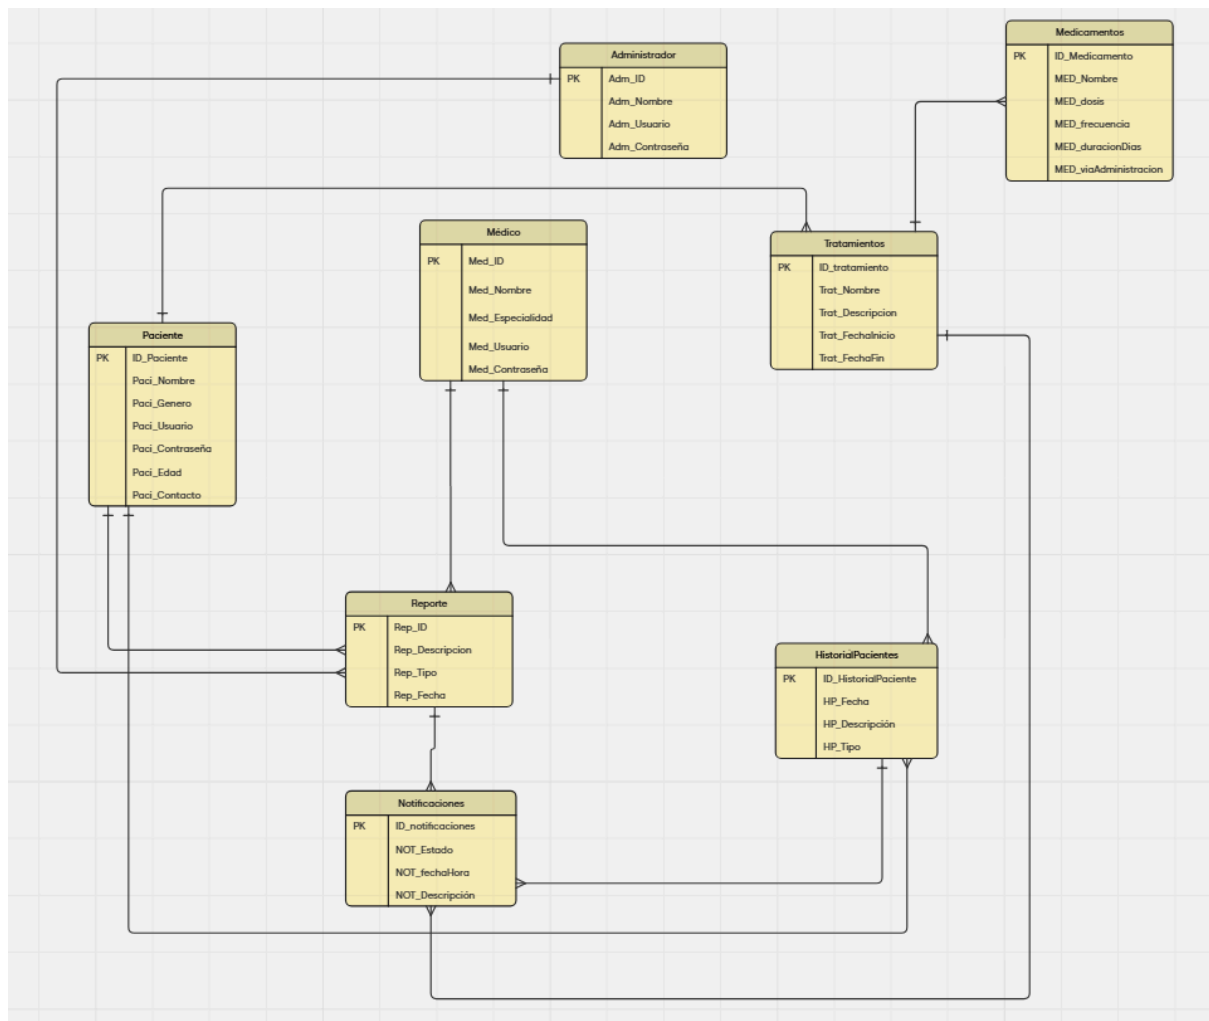 Administrador
PK Adm_ID
Adm_Nombre
Adm_Usuario
Adm_Contraseña
Medicamentos
PK ID_Medicamento
MED_Nombre
MED_dosis
MED_frecuencia
MED_duracionDias
MED_viaAdministracion
Médico
PK Med_ID
Med_Nombre
Med_Especialidad
Med_Usuario
Med_Contraseña
Tratamientos
PK ID_tratamiento
Trat_Nombre
Trat_Descripcion
Trat_FechaInicio
Trat_FechaFin
Paciente
PK ID_Paciente
Paci_Nombre
Paci_Genero
Paci_Usuario
Paci_Contraseña
Paci_Edad
Paci_Contacto
Reporte
PK Rep_ID
Rep_Descripcion
Rep_Tipo
Rep_Fecha
HistorialPacientes
PK ID_HistorialPaciente
HP_Fecha
HP_Descripción
HP_Tipo
Notificaciones
PK ID_notificaciones
NOT_Estado
NOT_fechaHora
NOT_Descripción